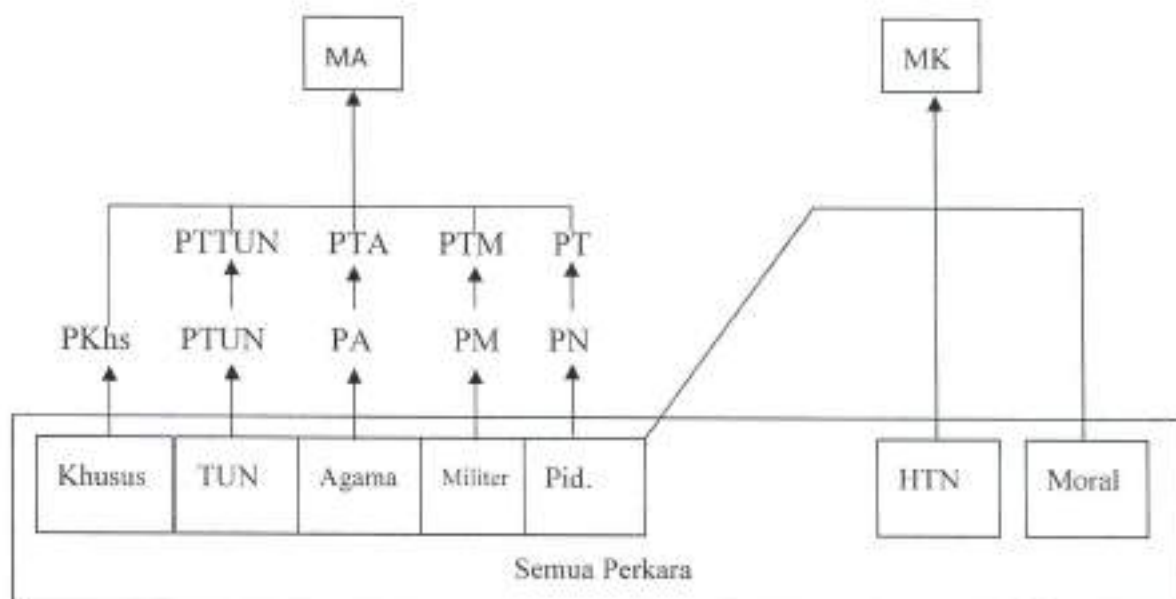 MA MK
PTTUN PTA PTM PT
PKhs PTUN PA PM PN
Khusus TUN Agama Militer Pid. HTN Moral
Semua Perkara